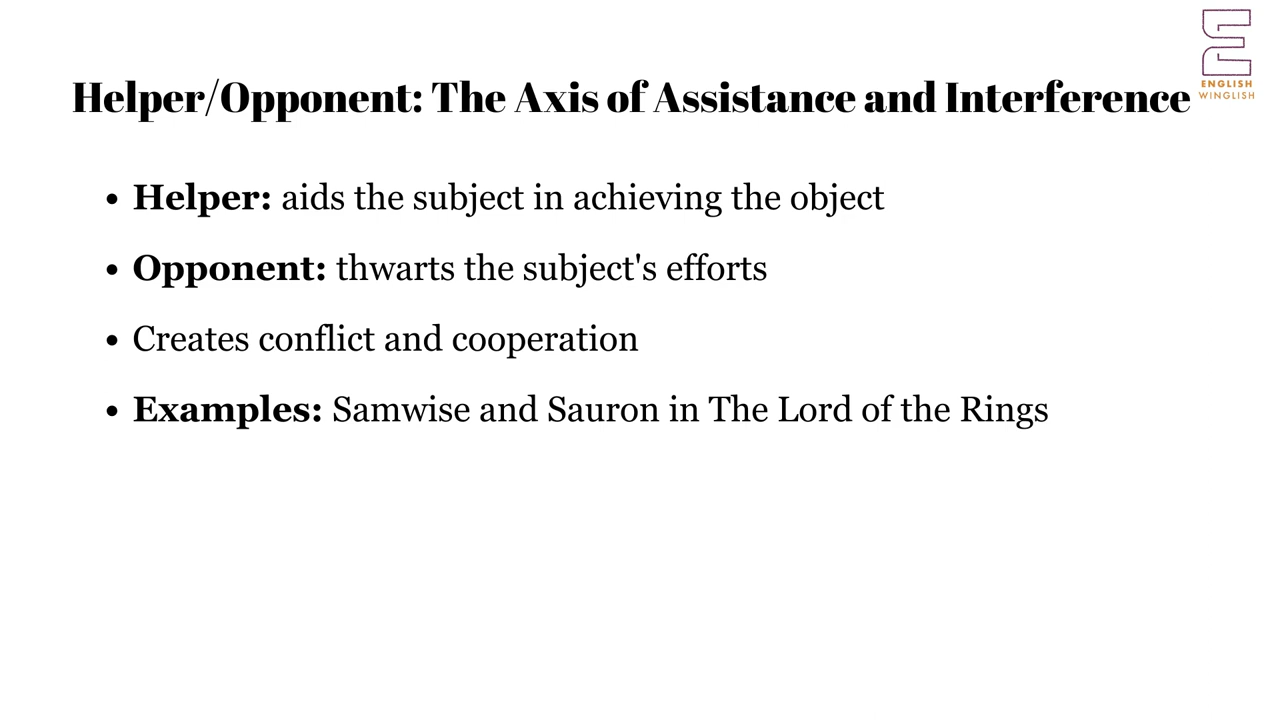 ENGLISH
WINGLISH
Helper/Opponent: The Axis of Assistance and Interference
• Helper: aids the subject in achieving the object
• Opponent: thwarts the subject's efforts
• Creates conflict and cooperation
• Examples: Samwise and Sauron in The Lord of the Rings